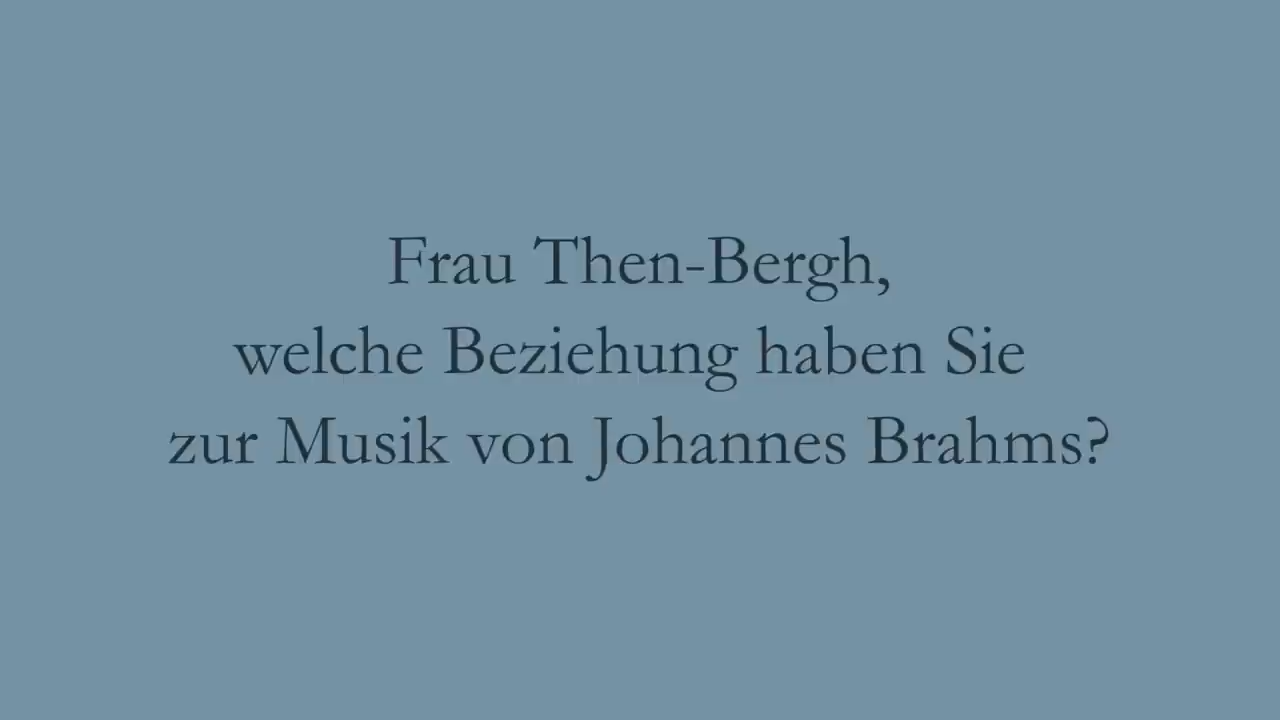 Frau Then-Bergh,
welche Beziehung haben Sie
zur Musik von Johannes Brahms?